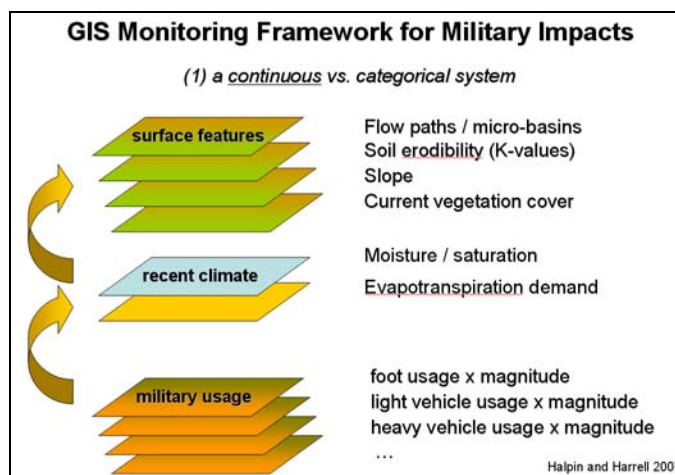 GIS Monitoring Framework for Military Impacts
(1) a continuous vs. categorical system
surface features
Flow paths / micro-basins
Soil erodibility (K-values)
Slope
Current vegetation cover
recent climate
Moisture / saturation
Evapotranspiration demand
military usage
foot usage x magnitude
light vehicle usage x magnitude
heavy vehicle usage x magnitude
...
Halpin and Harrell